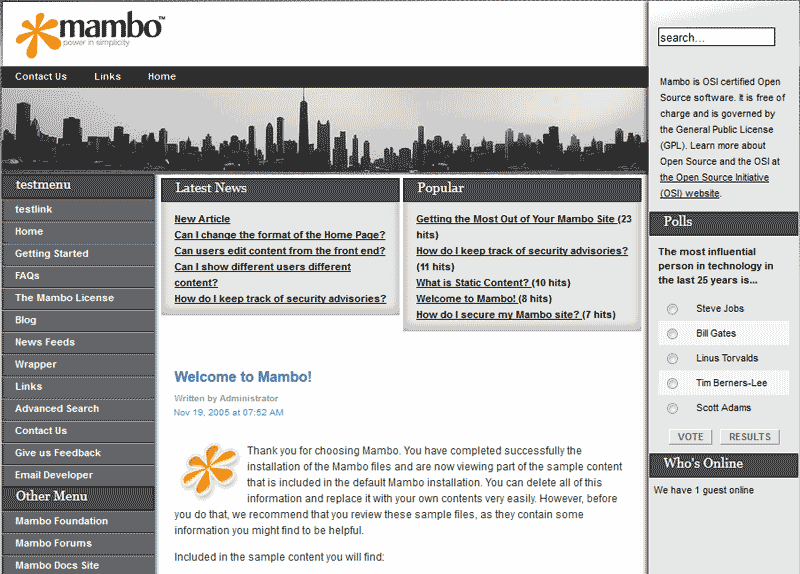 mambo™
power in simplicity
search...
Contact Us
Links
Home
Mambo is OSI certified Open
Source software. It is free of
charge and is governed by
the General Public License
(GPL). Learn more about
Open Source and the OSI at
the Open Source Initiative
(OSI) website.
testmenu
testlink
Home
Getting Started
FAQs
The Mambo License
Blog
News Feeds
Wrapper
Links
Advanced Search
Contact Us
Give us Feedback
Email Developer
Other Menu
Mambo Foundation
Mambo Forums
Mambo Docs Site
Latest News
New Article
Can I change the format of the Home Page?
Can users edit content from the front end?
Can I show different users different
content?
How do I keep track of security advisories?
Popular
Getting the Most Out of Your Mambo Site (23
hits)
How do I keep track of security advisories?
(11 hits)
What is Static Content? (10 hits)
Welcome to Mambo! (8 hits)
How do I secure my Mambo site? (7 hits)
Welcome to Mambo!
Written by Administrator
Nov 19, 2005 at 07:52 AM
Thank you for choosing Mambo. You have completed successfully the
installation of the Mambo files and are now viewing part of the sample content
that is included in the default Mambo installation. You can delete all of this
information and replace it with your own contents very easily. However, before
you do that, we recommend that you review these sample files, as they contain
some information you might find to be helpful.
Included in the sample content you will find:
Polls
The most influential
person in technology in
the last 25 years is...
Steve Jobs
Bill Gates
Linus Torvalds
Tim Berners-Lee
Scott Adams
VOTE
RESULTS
Who's Online
We have 1 guest online